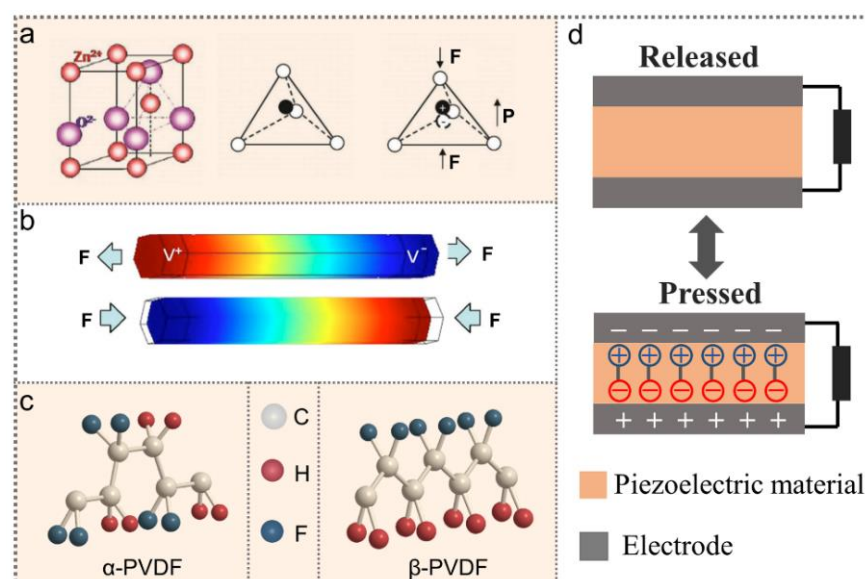 a
Zn²⁺
O²⁻
F
+
-
P
F
b
F
V⁺
V⁻
F
F
F
c
C
H
F
α-PVDF
β-PVDF
d
Released
Pressed
− − − − − −
+ + + + + +
− − − − − −
+ + + + + +
Piezoelectric material
Electrode